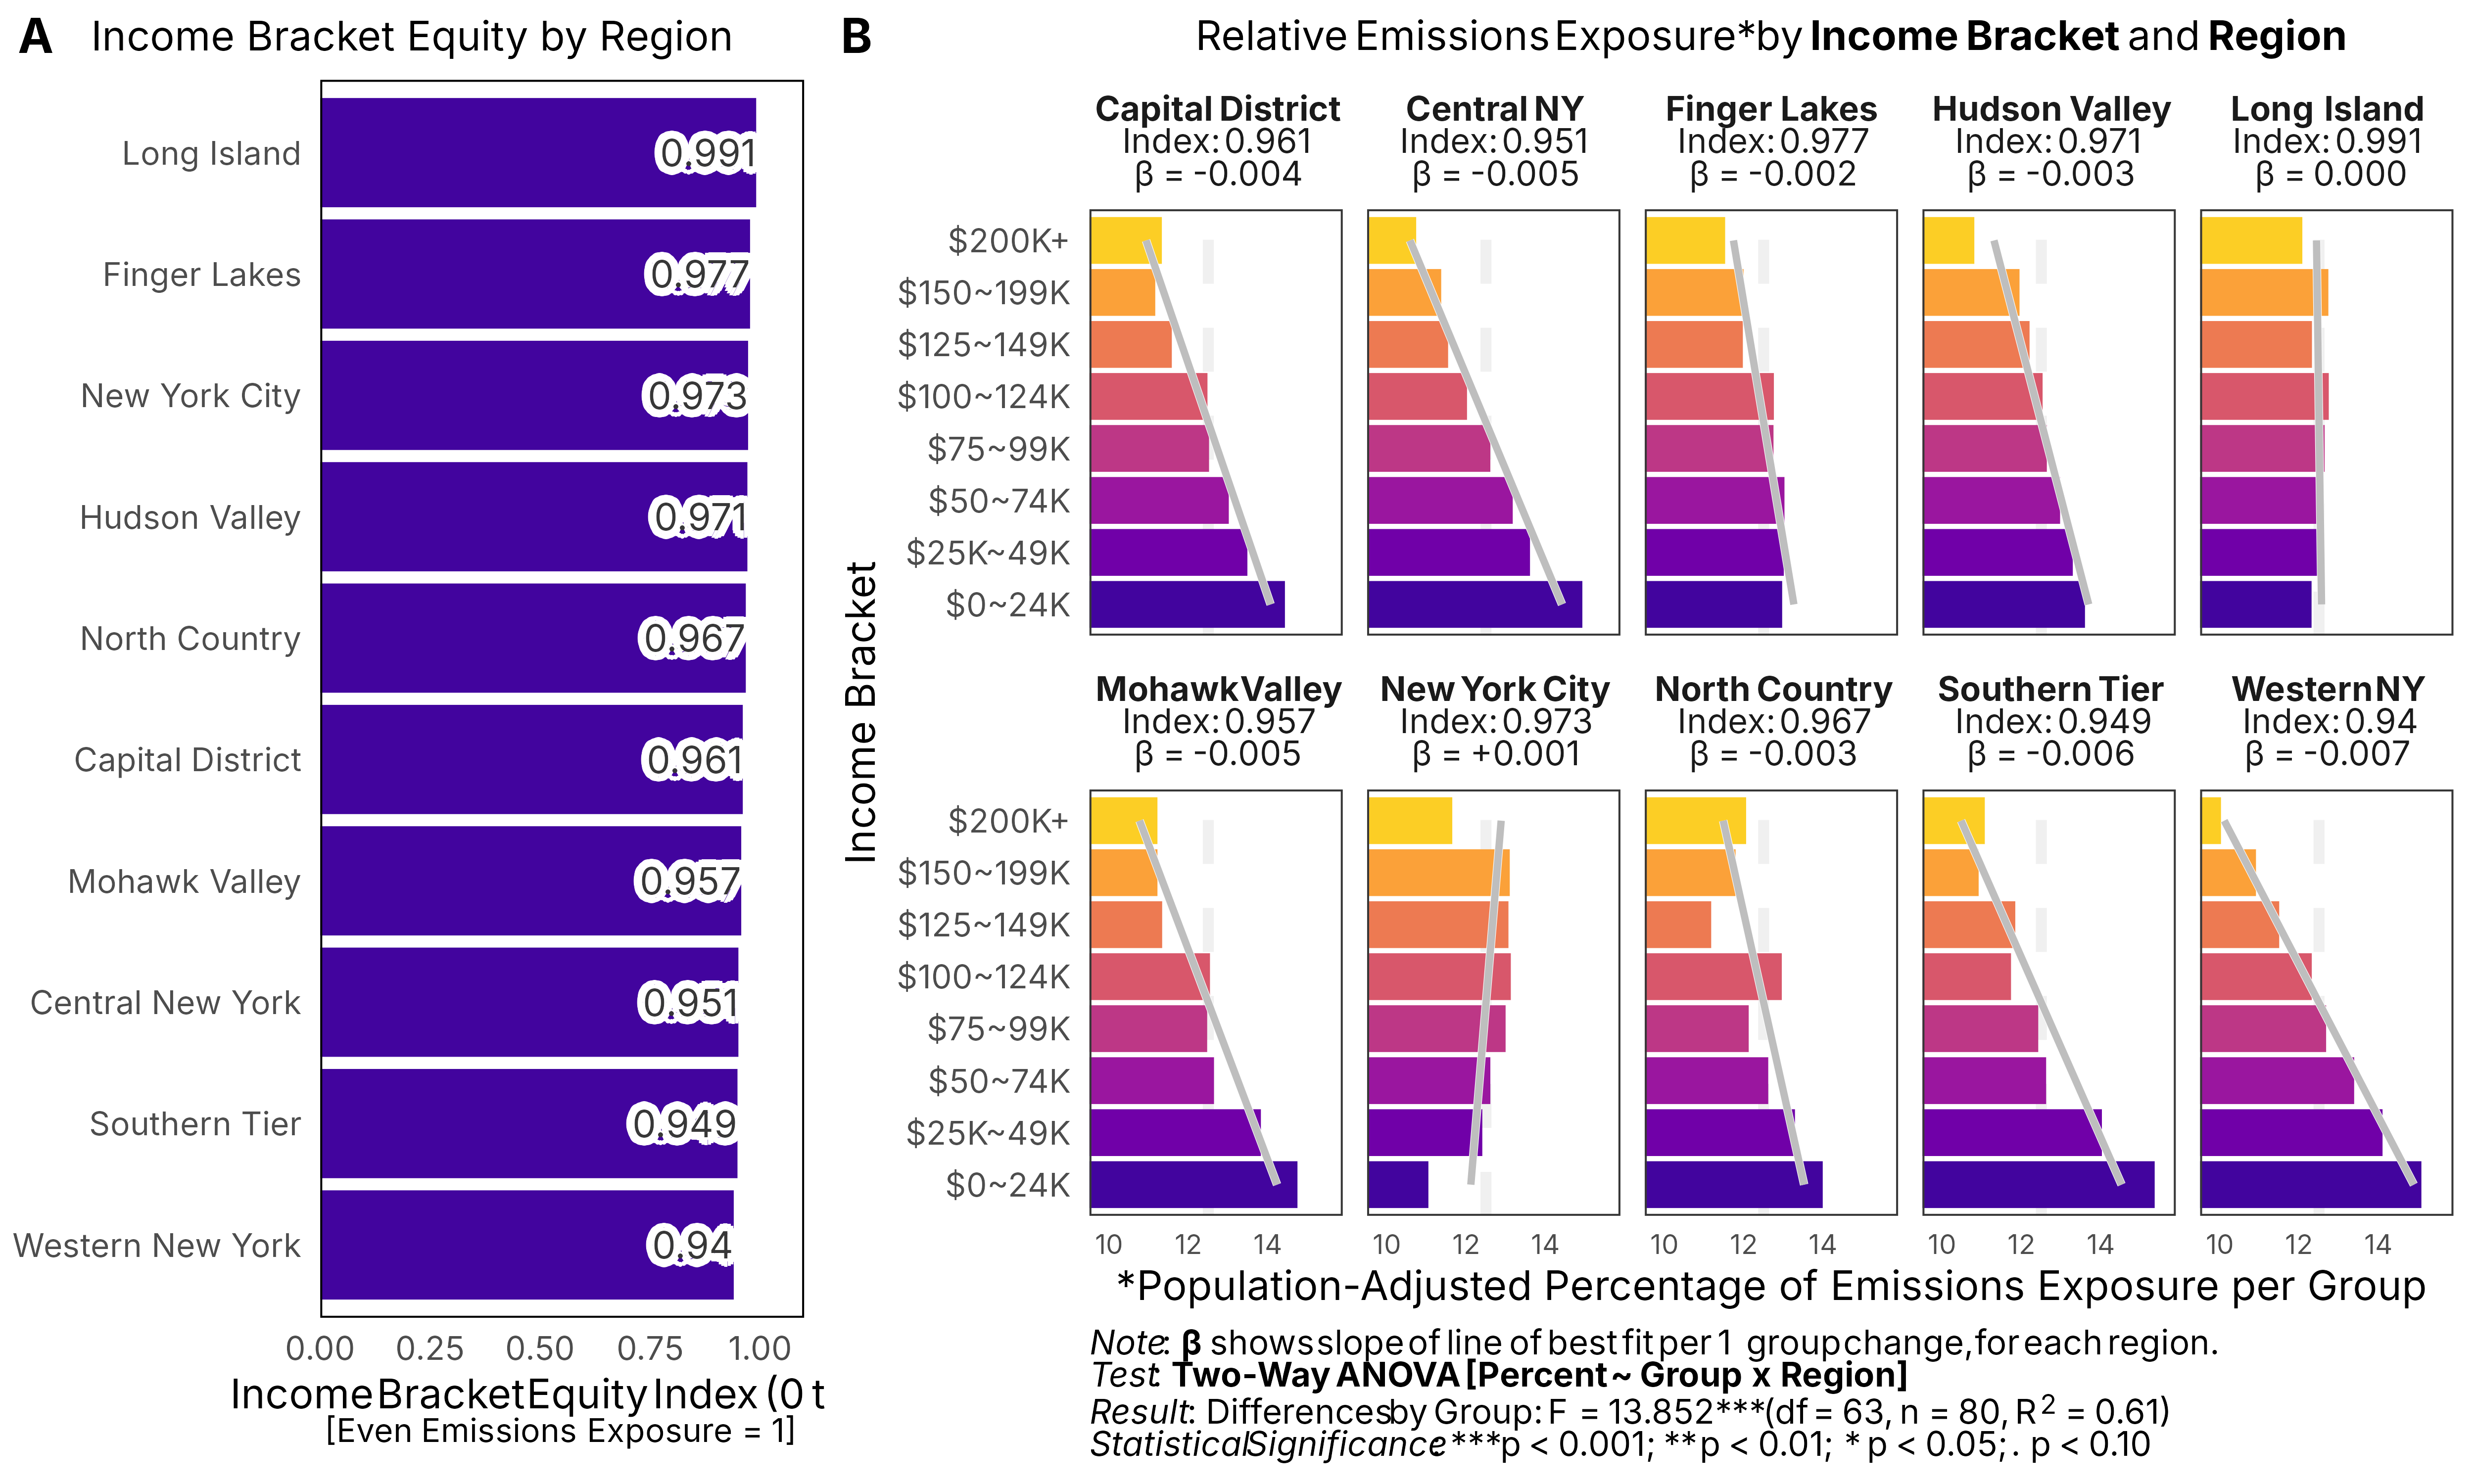 A
Income Bracket Equity by Region
Long Island
0.991
Finger Lakes
0.977
New York City
0.973
Hudson Valley
0.971
North Country
0.967
Capital District
0.961
Mohawk Valley
0.957
Central New York
0.951
Southern Tier
0.949
Western New York
0.94
0.00 0.25 0.50 0.75 1.00
Income Bracket Equity Index (0 t
[Even Emissions Exposure = 1]
B
Relative Emissions Exposure* by Income Bracket and Region
Income Bracket
Capital District
Index: 0.961
β = -0.004
Central NY
Index: 0.951
β = -0.005
Finger Lakes
Index: 0.977
β = -0.002
Hudson Valley
Index: 0.971
β = -0.003
Long Island
Index: 0.991
β = 0.000
$200K+
$150~199K
$125~149K
$100~124K
$75~99K
$50~74K
$25K~49K
$0~24K
Mohawk Valley
Index: 0.957
β = -0.005
New York City
Index: 0.973
β = +0.001
North Country
Index: 0.967
β = -0.003
Southern Tier
Index: 0.949
β = -0.006
Western NY
Index: 0.94
β = -0.007
$200K+
$150~199K
$125~149K
$100~124K
$75~99K
$50~74K
$25K~49K
$0~24K
10 12 14 10 12 14 10 12 14 10 12 14 10 12 14
*Population-Adjusted Percentage of Emissions Exposure per Group
Note: β shows slope of line of best fit per 1 group change, for each region.
Test: Two-Way ANOVA [Percent ~ Group x Region]
Result: Differences by Group: F = 13.852*** (df = 63, n = 80, R² = 0.61)
Statistical Significance: *** p < 0.001; ** p < 0.01; * p < 0.05; . p < 0.10